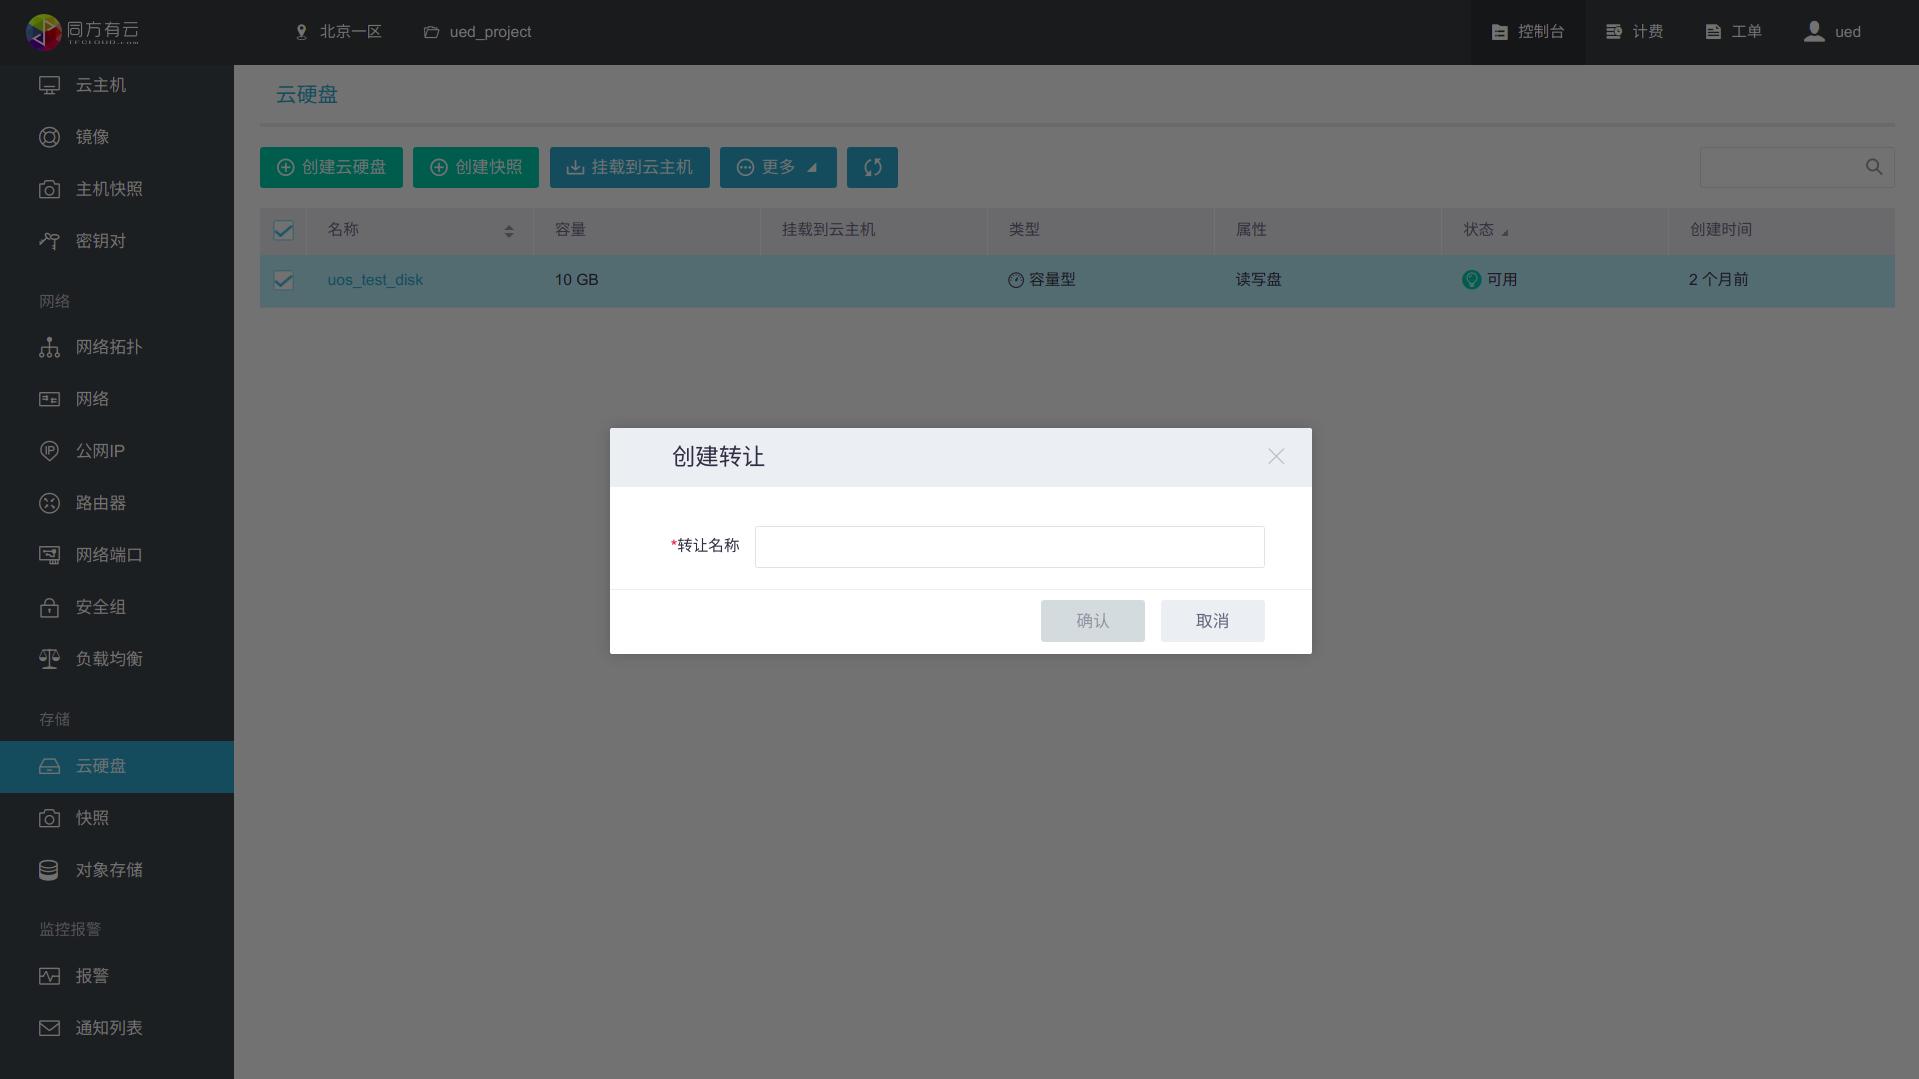 同方有云
TFCLOUD.com
北京一区
ued_project
控制台
计费
工单
ued
云主机
镜像
主机快照
密钥对
网络
网络拓扑
网络
公网IP
路由器
网络端口
安全组
负载均衡
存储
云硬盘
快照
对象存储
监控报警
报警
通知列表
云硬盘
创建云硬盘
创建快照
挂载到云主机
更多
名称
容量
挂载到云主机
类型
属性
状态
创建时间
uos_test_disk
10 GB
容量型
读写盘
可用
2 个月前
创建转让
*转让名称
确认
取消